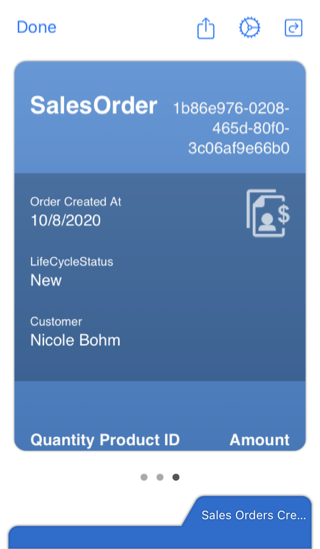 Done
SalesOrder
1b86e976-0208-
465d-80f0-
3c06af9e66b0
Order Created At
10/8/2020
$
LifeCycleStatus
New
Customer
Nicole Bohm
Quantity Product ID Amount
Sales Orders Cre...